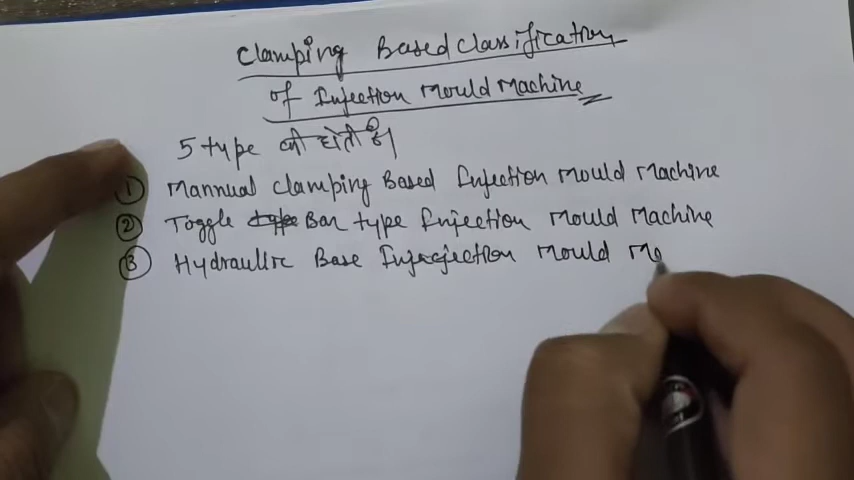 Clamping Based Classification
of Injection Mould Machine
5 type की होती है।
① Mannual Clamping Based Injection Mould Machine
② Toggle Bar type Injection Mould Machine
③ Hydraulic Base Injejection Mould Ma